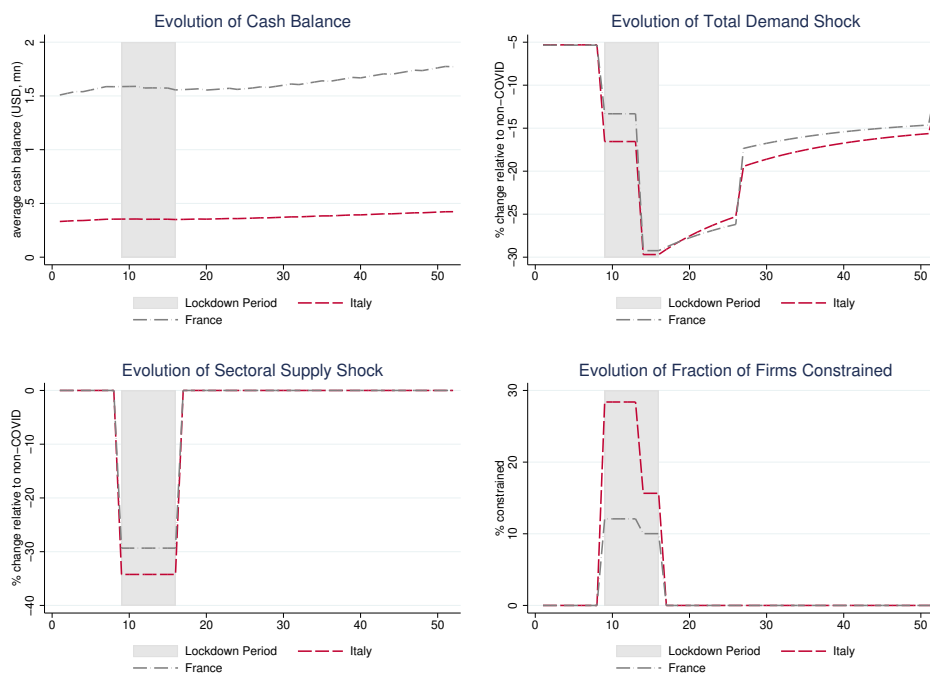 Evolution of Cash Balance
average cash balance (USD, mn)
2
1.5
1
.5
0
0 10 20 30 40 50
Lockdown Period Italy
France
Evolution of Total Demand Shock
% change relative to non−COVID
−5
−10
−15
−20
−25
−30
0 10 20 30 40 50
Lockdown Period Italy
France
Evolution of Sectoral Supply Shock
% change relative to non−COVID
0
−10
−20
−30
−40
0 10 20 30 40 50
Lockdown Period Italy
France
Evolution of Fraction of Firms Constrained
% constrained
30
20
10
0
0 10 20 30 40 50
Lockdown Period Italy
France